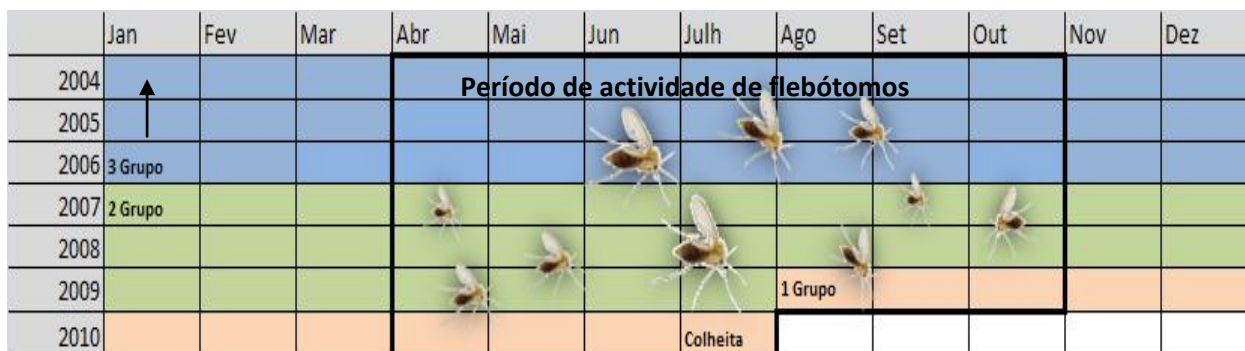 Jan Fev Mar Abr Mai Jun Julh Ago Set Out Nov Dez
2004 Período de actividade de flebótomos
2005
2006 3 Grupo
2007 2 Grupo
2008
2009 1 Grupo
2010 Colheita